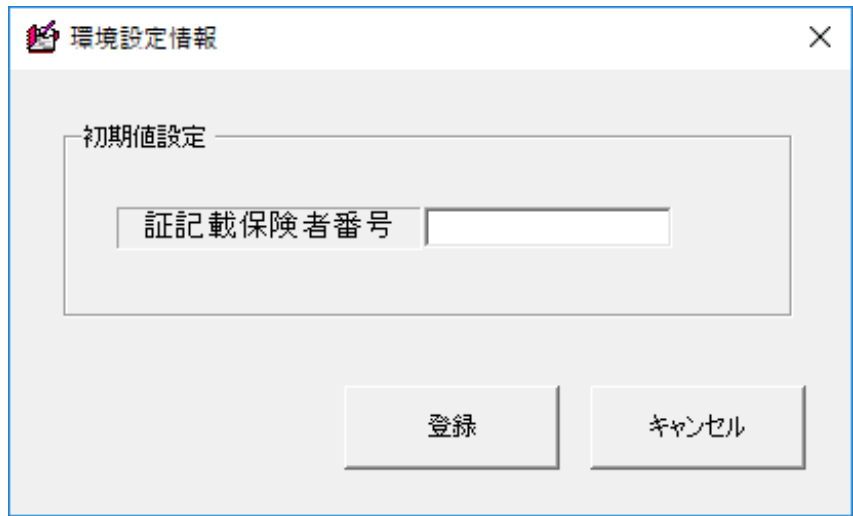 環境設定情報
初期値設定
証記載保険者番号
登録
キャンセル